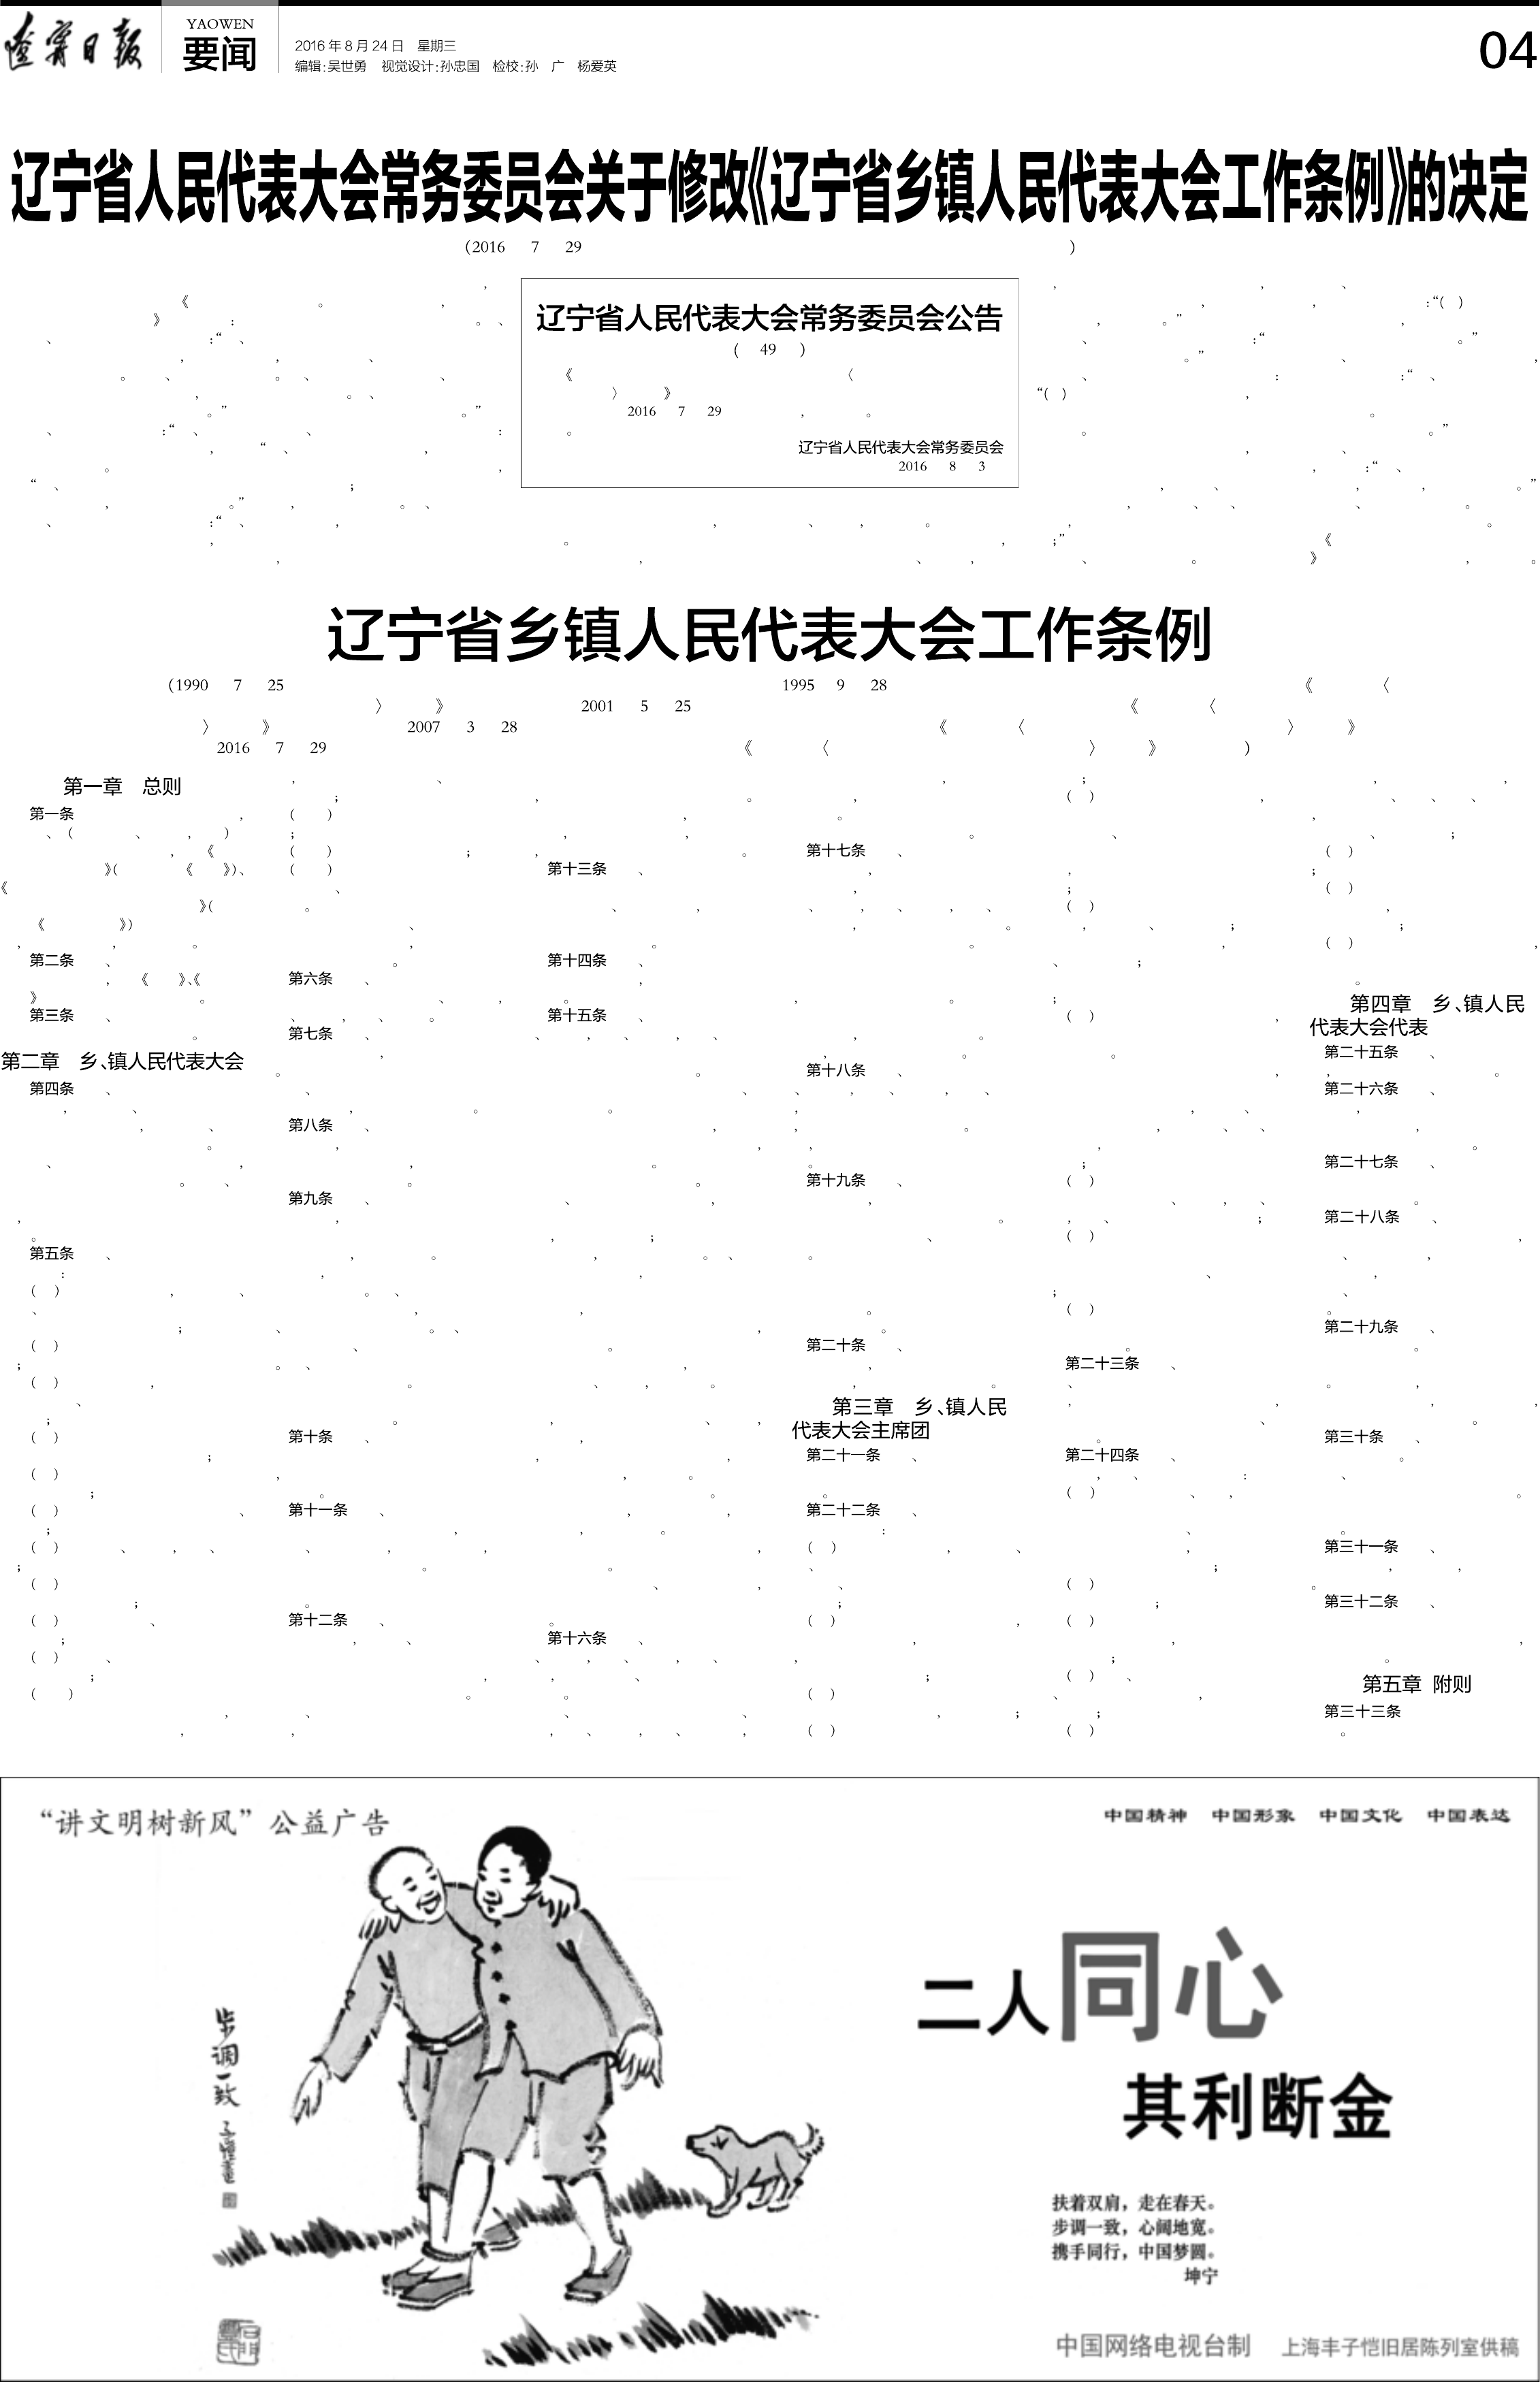 辽宁日报
YAOWEN
要闻
2016年8月24日 星期三
编辑:吴世勇 视觉设计:孙忠国 检校:孙 广 杨爱英
04
辽宁省人民代表大会常务委员会关于修改《辽宁省乡镇人民代表大会工作条例》的决定
(2016 7 29 )
辽宁省人民代表大会常务委员会公告
( 49 )
《 〈
〉 》
2016 7 29 , 。
辽宁省人民代表大会常务委员会
2016 8 3
辽宁省乡镇人民代表大会工作条例
(1990 7 25 1995 9 28 《 〈
〉 》 2001 5 25 《 〈
〉 》 2007 3 28 《 〈 〉 》
2016 7 29 《 〈 〉 》 )
第一章 总则
第一条
第二条
第三条
第二章 乡、镇人民代表大会
第四条
第五条
第六条
第七条
第八条
第九条
第十条
第十一条
第十二条
第十三条
第十四条
第十五条
第十六条
第十七条
第十八条
第十九条
第二十条
第三章 乡、镇人民
代表大会主席团
第二十一条
第二十二条
第二十三条
第二十四条
第四章 乡、镇人民
代表大会代表
第二十五条
第二十六条
第二十七条
第二十八条
第二十九条
第三十条
第三十一条
第三十二条
第五章 附则
第三十三条
“讲文明树新风”公益广告
中国精神 中国形象 中国文化 中国表达
步调一致
子恺画
二人同心
其利断金
扶着双肩，走在春天。
步调一致，心阔地宽。
携手同行，中国梦圆。
坤宁
中国网络电视台制 上海丰子恺旧居陈列室供稿